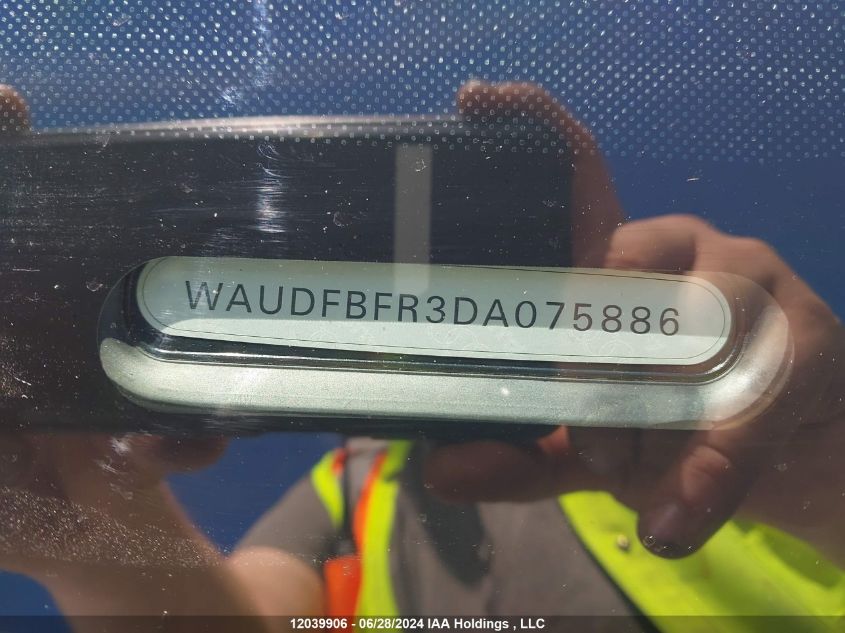 WAUDFBFR3DA075886
12039906 - 06/28/2024 IAA Holdings , LLC